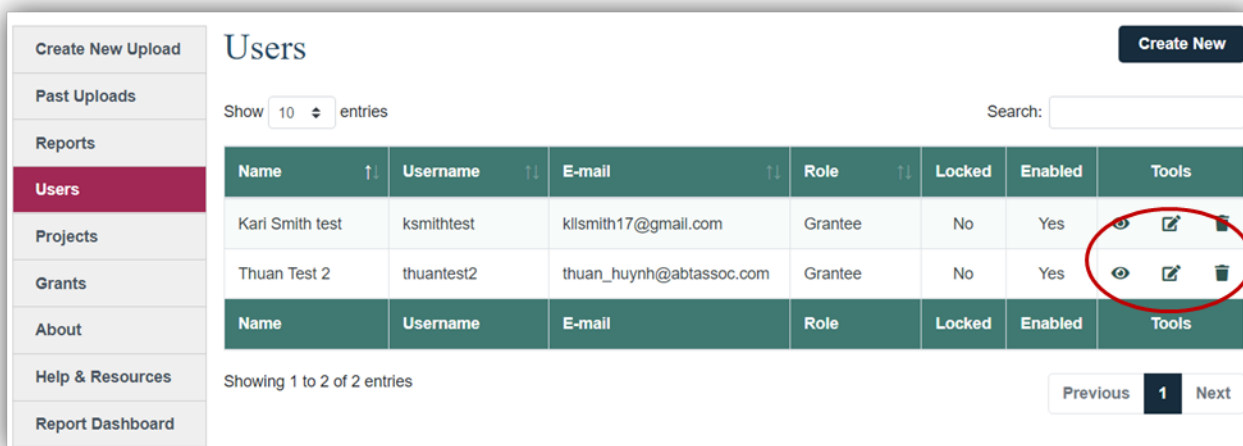 Create New Upload
Past Uploads
Reports
Users
Projects
Grants
About
Help & Resources
Report Dashboard
Users
Create New
Show 10 entries
Search:
Name Username E-mail Role Locked Enabled Tools
Kari Smith test ksmithtest kllsmith17@gmail.com Grantee No Yes
Thuan Test 2 thuantest2 thuan_huynh@abtassoc.com Grantee No Yes
Name Username E-mail Role Locked Enabled Tools
Showing 1 to 2 of 2 entries
Previous 1 Next